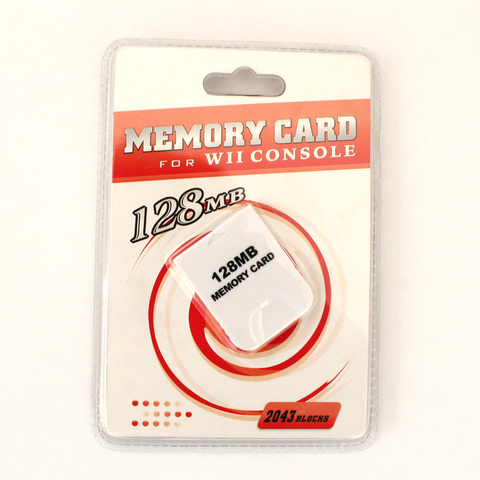 MEMORY CARD
FOR WII CONSOLE
128MB
128MB
MEMORY CARD
2043 BLOCKS